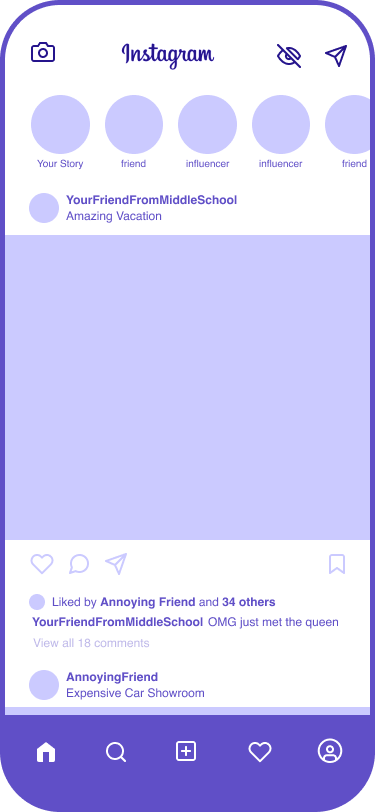 Instagram
Your Story friend influencer influencer friend
YourFriendFromMiddleSchool
Amazing Vacation
Liked by Annoying Friend and 34 others
YourFriendFromMiddleSchool OMG just met the queen
View all 18 comments
AnnoyingFriend
Expensive Car Showroom